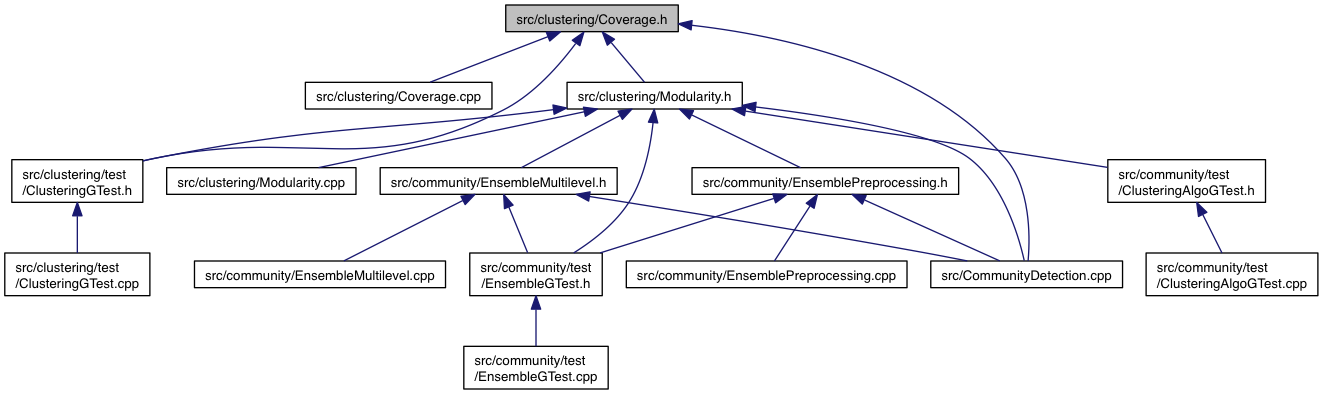 src/clustering/Coverage.h
src/clustering/Coverage.cpp
src/clustering/Modularity.h
src/clustering/test
/ClusteringGTest.h
src/clustering/Modularity.cpp
src/community/EnsembleMultilevel.h
src/community/EnsemblePreprocessing.h
src/community/test
/ClusteringAlgoGTest.h
src/clustering/test
/ClusteringGTest.cpp
src/community/EnsembleMultilevel.cpp
src/community/test
/EnsembleGTest.h
src/community/EnsemblePreprocessing.cpp
src/CommunityDetection.cpp
src/community/test
/ClusteringAlgoGTest.cpp
src/community/test
/EnsembleGTest.cpp